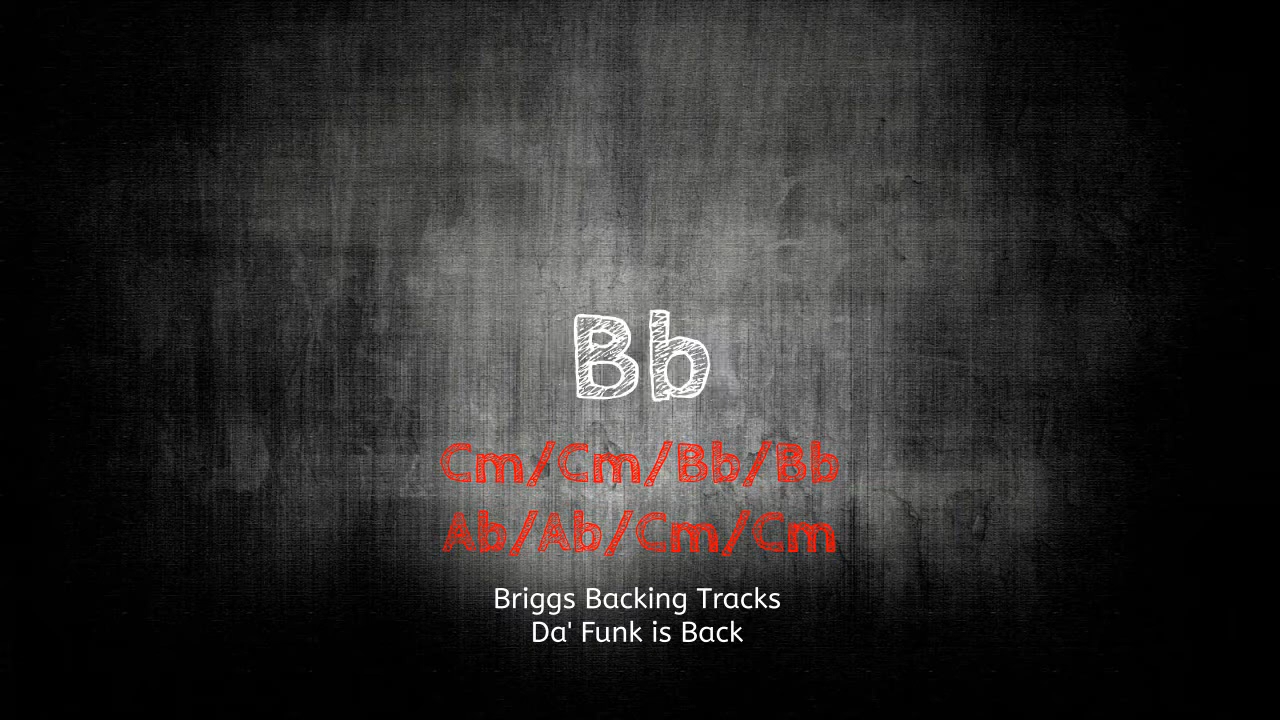 Bb
Cm/Cm/Bb/Bb
Ab/Ab/Cm/Cm
Briggs Backing Tracks
Da' Funk is Back